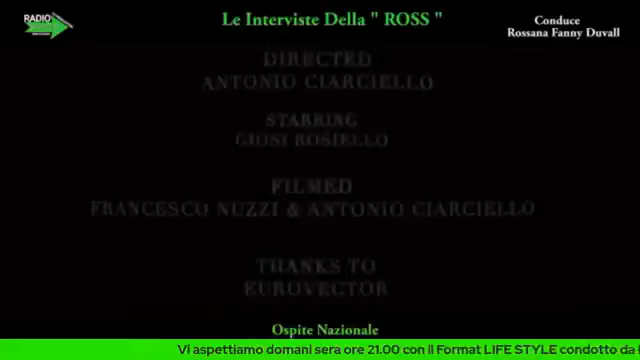 RADIO
Le Interviste Della " ROSS "
Conduce
Rossana Fanny Duvall
DIRECTED
ANTONIO CIARCIELLO
STARRING
GIOSI ROSIELLO
FILMED
FRANCESCO NUZZI & ANTONIO CIARCIELLO
THANKS TO
EUROVECTOR
Ospite Nazionale
Vi aspettiamo domani sera ore 21.00 con il Format LIFE STYLE condotto da